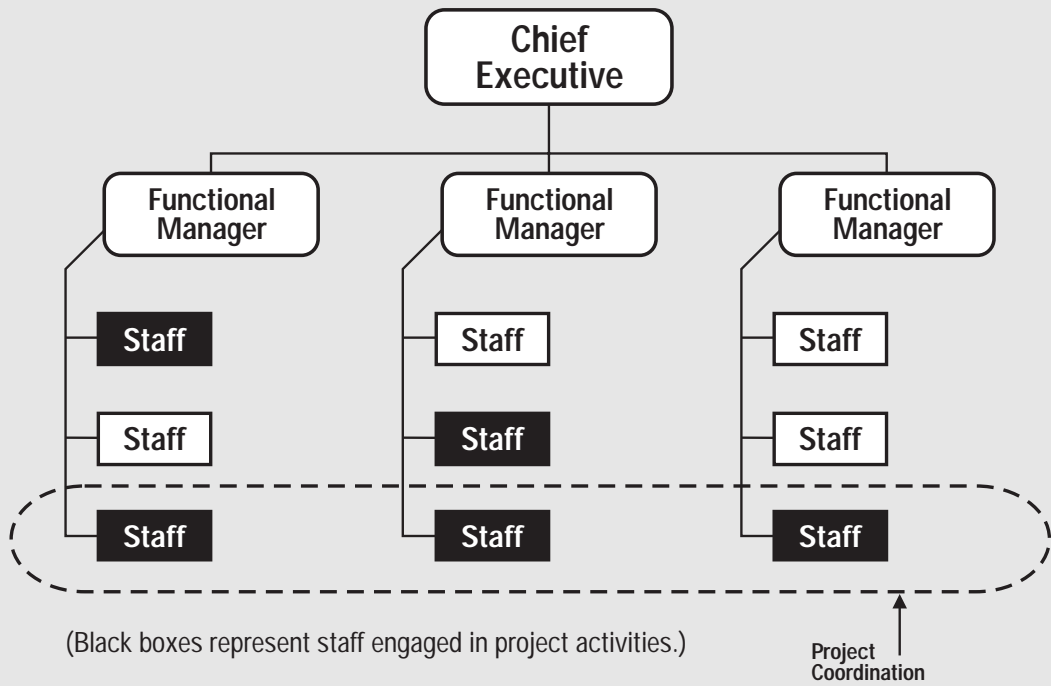 Chief
Executive
Functional
Manager
Functional
Manager
Functional
Manager
Staff
Staff
Staff
Staff
Staff
Staff
Staff
Staff
Staff
(Black boxes represent staff engaged in project activities.)
Project
Coordination